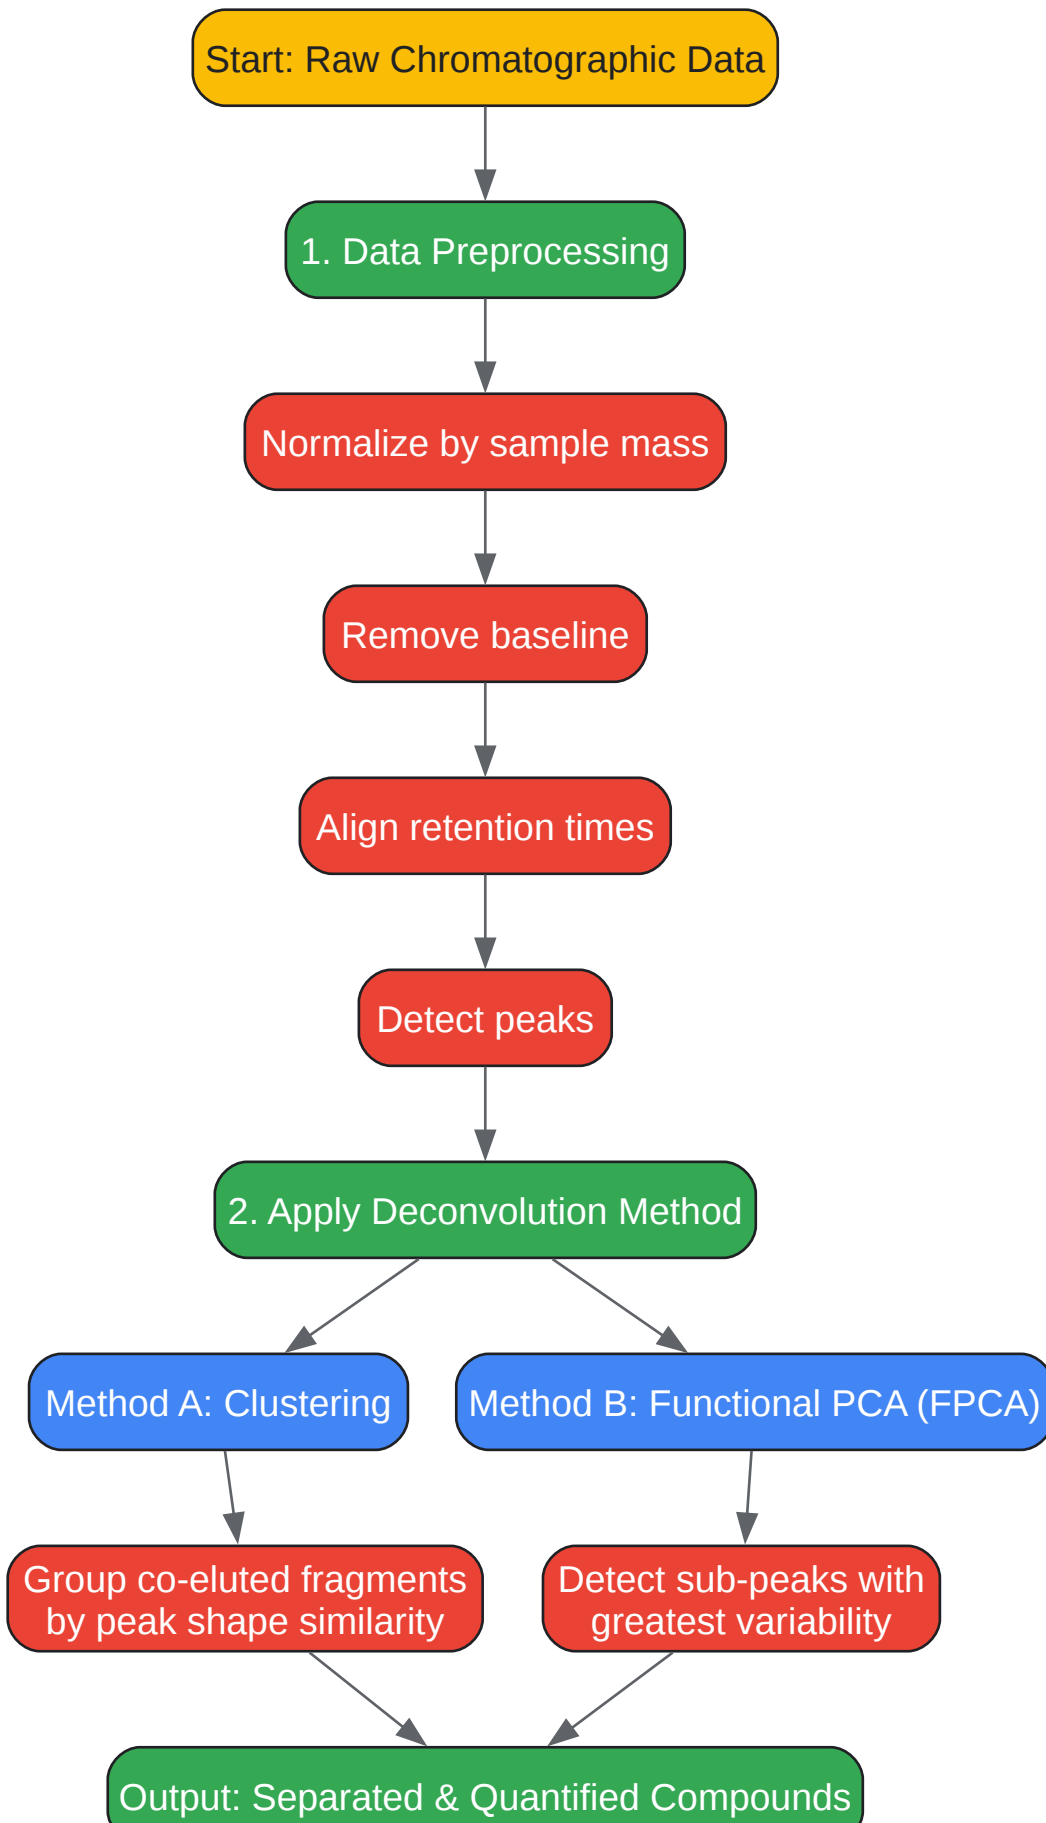 Start: Raw Chromatographic Data
1. Data Preprocessing
Normalize by sample mass
Remove baseline
Align retention times
Detect peaks
2. Apply Deconvolution Method
Method A: Clustering
Method B: Functional PCA (FPCA)
Group co-eluted fragments
by peak shape similarity
Detect sub-peaks with
greatest variability
Output: Separated & Quantified Compounds